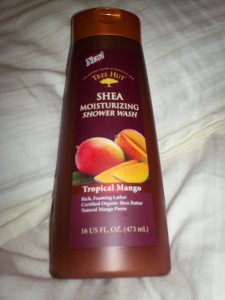 New
TREE HUT
SHEA
MOISTURIZING
SHOWER WASH
Tropical Mango
Rich, Foaming Lather
Certified Organic Shea Butter
Natural Mango Puree
16 US FL. OZ. (473 mL)